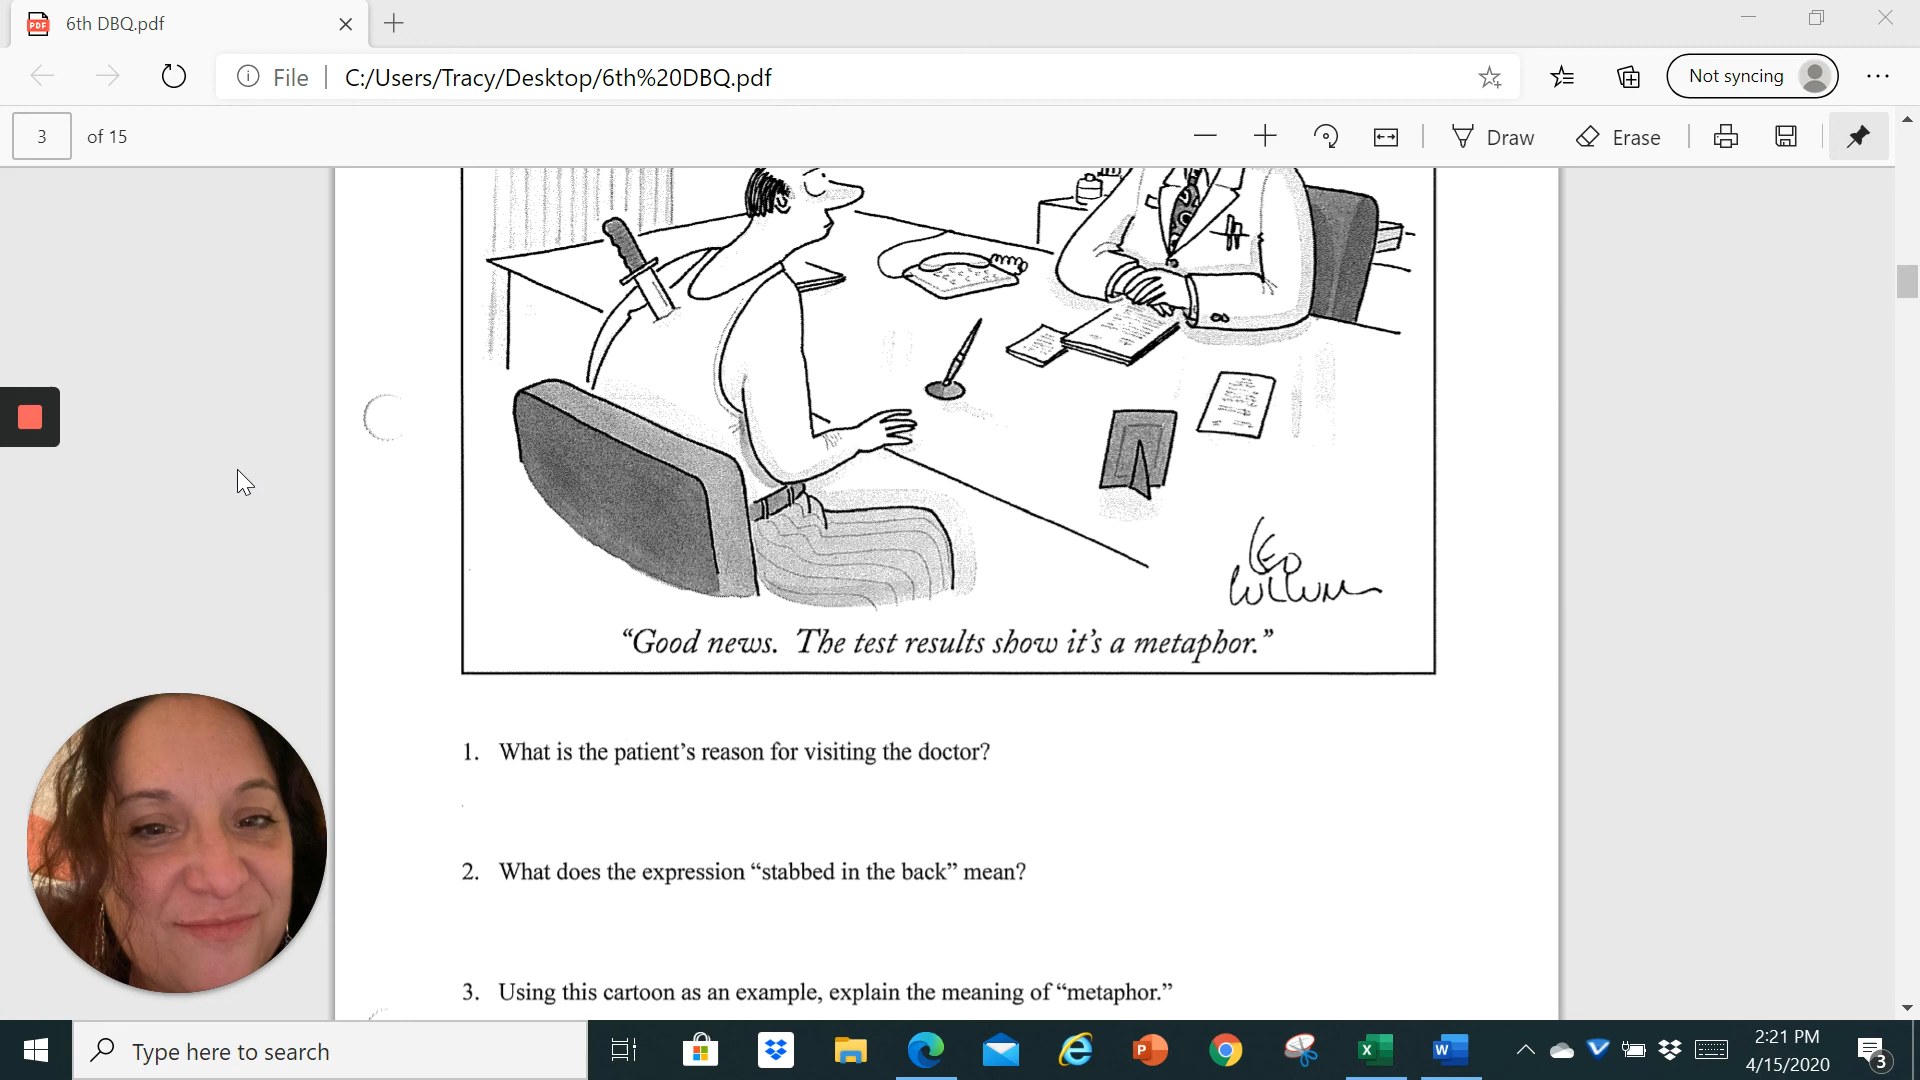 6th DBQ.pdf
File
C:/Users/Tracy/Desktop/6th%20DBQ.pdf
Not syncing
3 of 15
Draw
Erase
“Good news. The test results show it’s a metaphor.”
1. What is the patient’s reason for visiting the doctor?
2. What does the expression “stabbed in the back” mean?
3. Using this cartoon as an example, explain the meaning of “metaphor.”
Type here to search
2:21 PM
4/15/2020
3